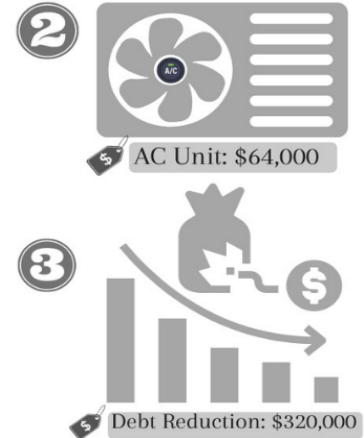 2
A/C
$
AC Unit: $64,000
3
$
$
Debt Reduction: $320,000